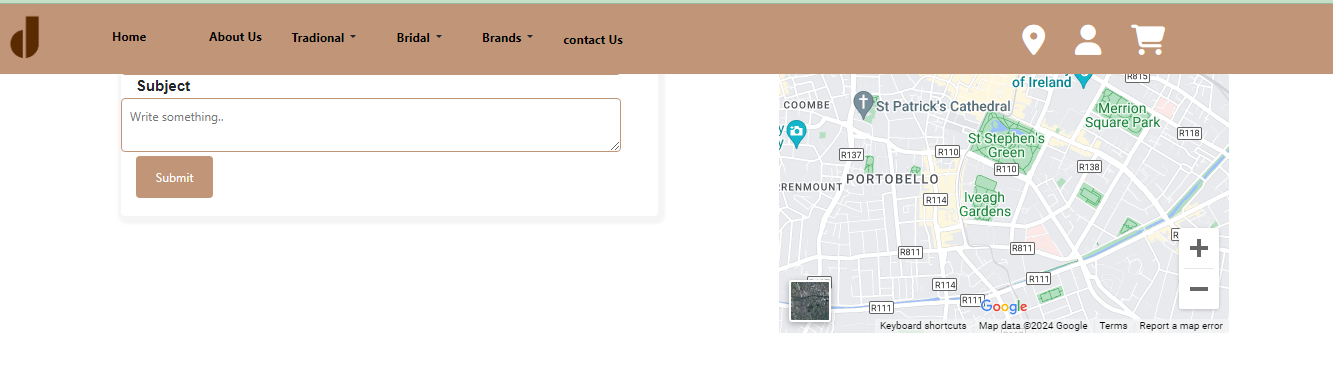 d
Home
About Us
Tradional
Bridal
Brands
contact Us
Subject
Write something..
Submit
of Ireland
R815
COOMBE
St Patrick's Cathedral
Merrion
Square Park
R118
St Stephen's
Green
R110
R137
R110
R138
PORTOBELLO
RRENMOUNT
R114
Iveagh
Gardens
R811
R811
R111
R114
R111
R111
Google
Keyboard shortcuts
Map data ©2024 Google
Terms
Report a map error